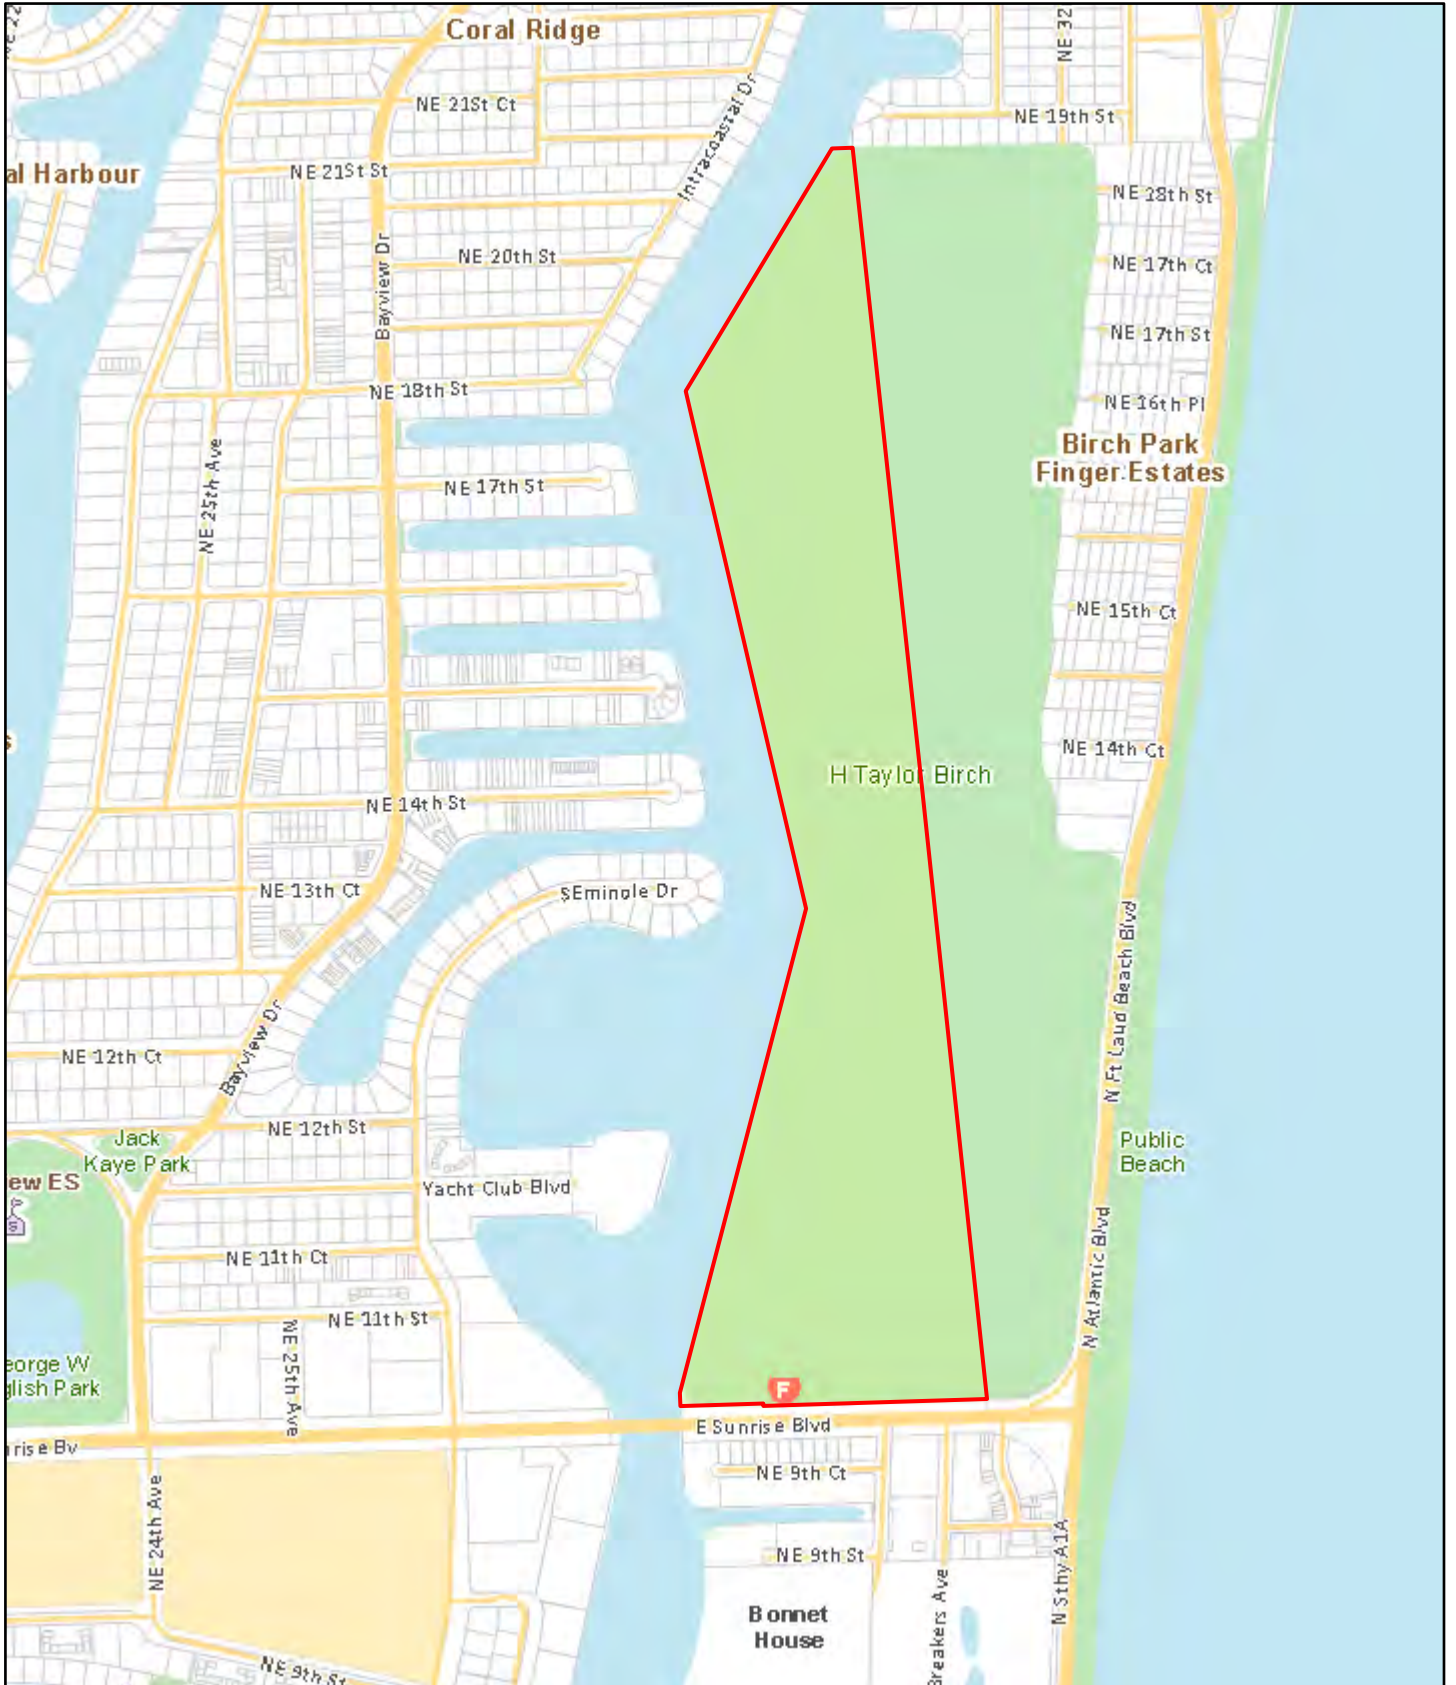 Coral Ridge
NE 32
NE 21St Ct
Intracoastal Dr
NE 19th St
al Harbour
NE 21St St
NE 18th St
NE 20th St
NE 17th Ct
Bayview Dr
NE 17th St
NE 18th St
NE 16th Pl
Birch Park
Finger Estates
NE 25th Ave
NE 17th St
NE 15th Ct
s
NE 14th Ct
H Taylor Birch
NE 14th St
NE 13th Ct
SEminole Dr
N Ft Laud Beach Blvd
Bayview Dr
NE 12th Ct
NE 12th St
Jack
Kaye Park
Public
Beach
ew ES
S
Yacht Club Blvd
NE 11th Ct
N Atlantic Blvd
NE 11th St
NE 25th Ave
eorge W
glish Park
F
E Sunrise Blvd
nrise Bv
NE 9th Ct
NE 24th Ave
NE 9th St
N Sthy A1A
Bonnet
House
Breakers Ave
NE 9th St